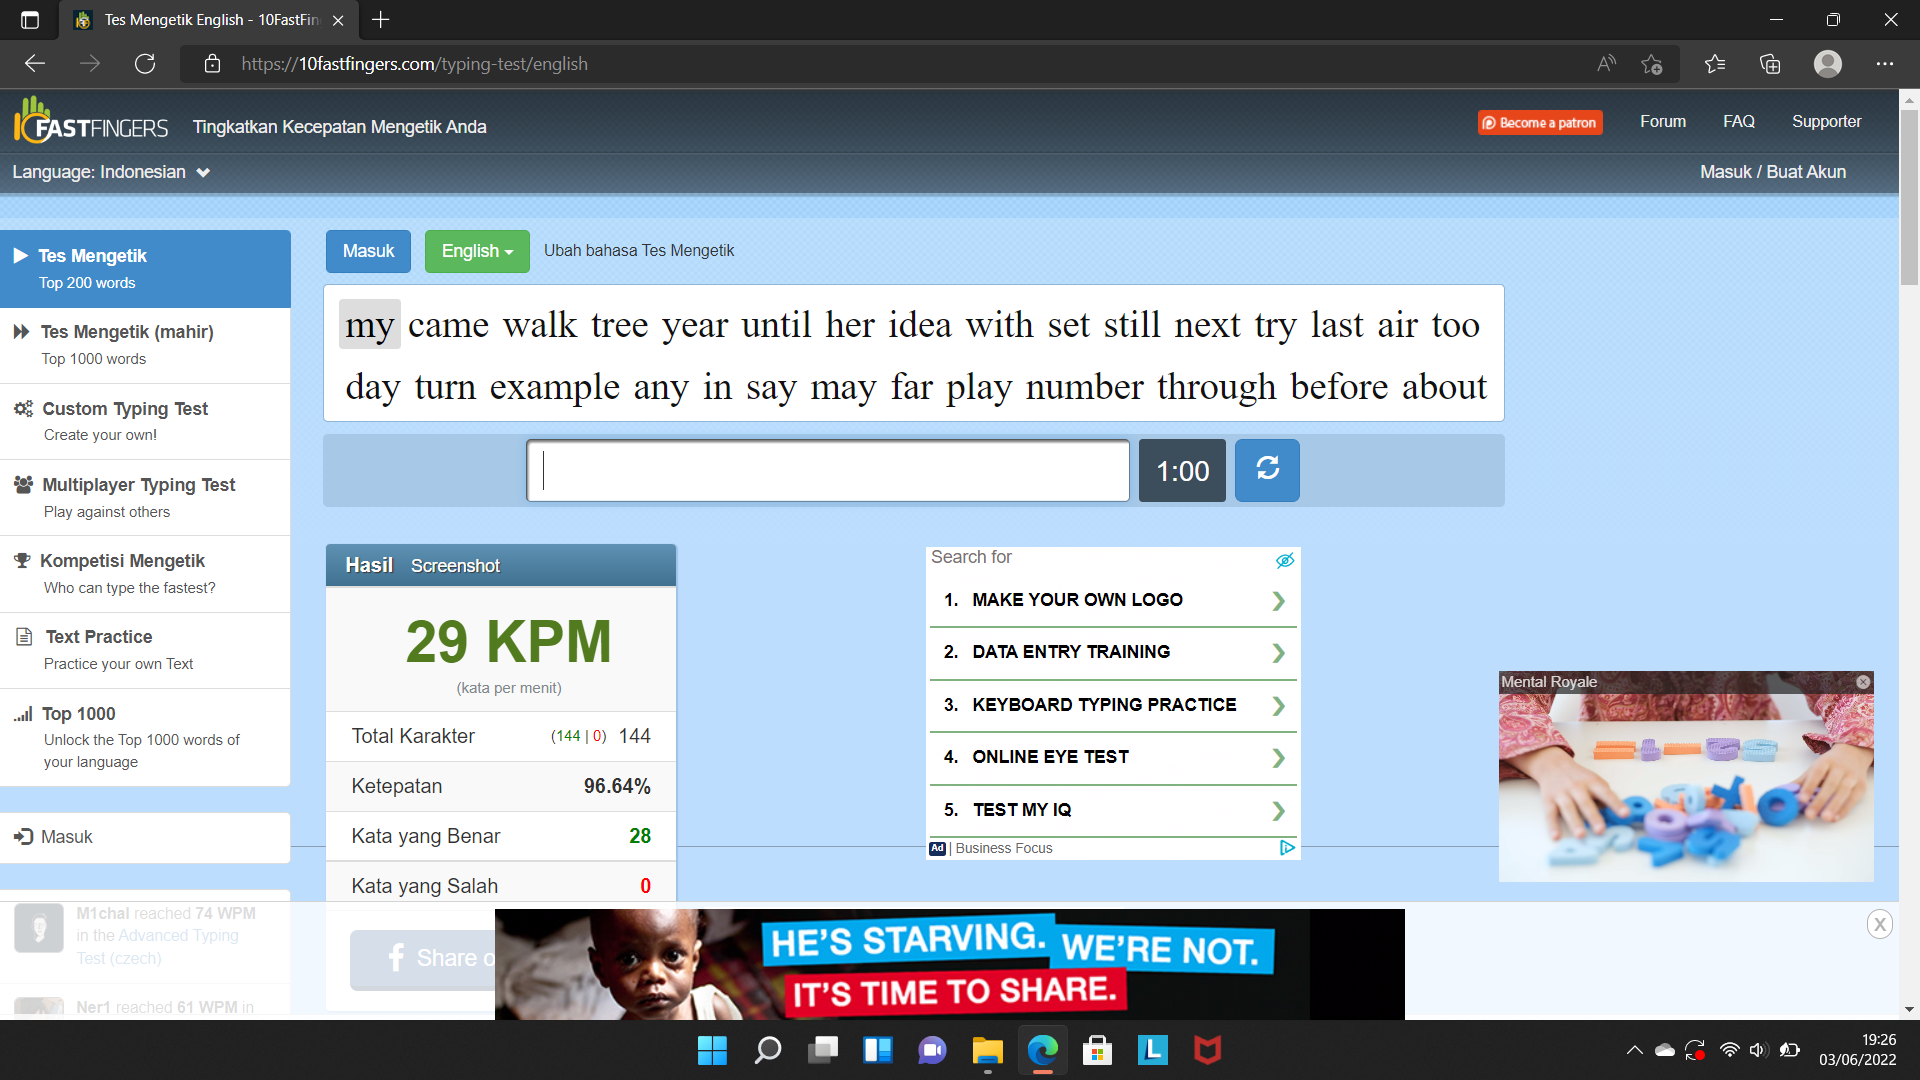 Tes Mengetik English - 10FastFin
https://10fastfingers.com/typing-test/english
10FASTFINGERS
Tingkatkan Kecepatan Mengetik Anda
Become a patron
Forum
FAQ
Supporter
Language: Indonesian
Masuk / Buat Akun
Tes Mengetik
Top 200 words
Tes Mengetik (mahir)
Top 1000 words
Custom Typing Test
Create your own!
Multiplayer Typing Test
Play against others
Kompetisi Mengetik
Who can type the fastest?
Text Practice
Practice your own Text
Top 1000
Unlock the Top 1000 words of
your language
Masuk
M1chal reached 74 WPM
in the Advanced Typing
Test (czech)
Ner1 reached 61 WPM in
Masuk
English
Ubah bahasa Tes Mengetik
my came walk tree year until her idea with set still next try last air too
day turn example any in say may far play number through before about
1:00
Hasil
Screenshot
29 KPM
(kata per menit)
Total Karakter (144 | 0) 144
Ketepatan 96.64%
Kata yang Benar 28
Kata yang Salah 0
Share o
Search for
1. MAKE YOUR OWN LOGO
2. DATA ENTRY TRAINING
3. KEYBOARD TYPING PRACTICE
4. ONLINE EYE TEST
5. TEST MY IQ
Ad | Business Focus
Mental Royale
HE'S STARVING. WE'RE NOT.
IT'S TIME TO SHARE.
X
19:26
03/06/2022